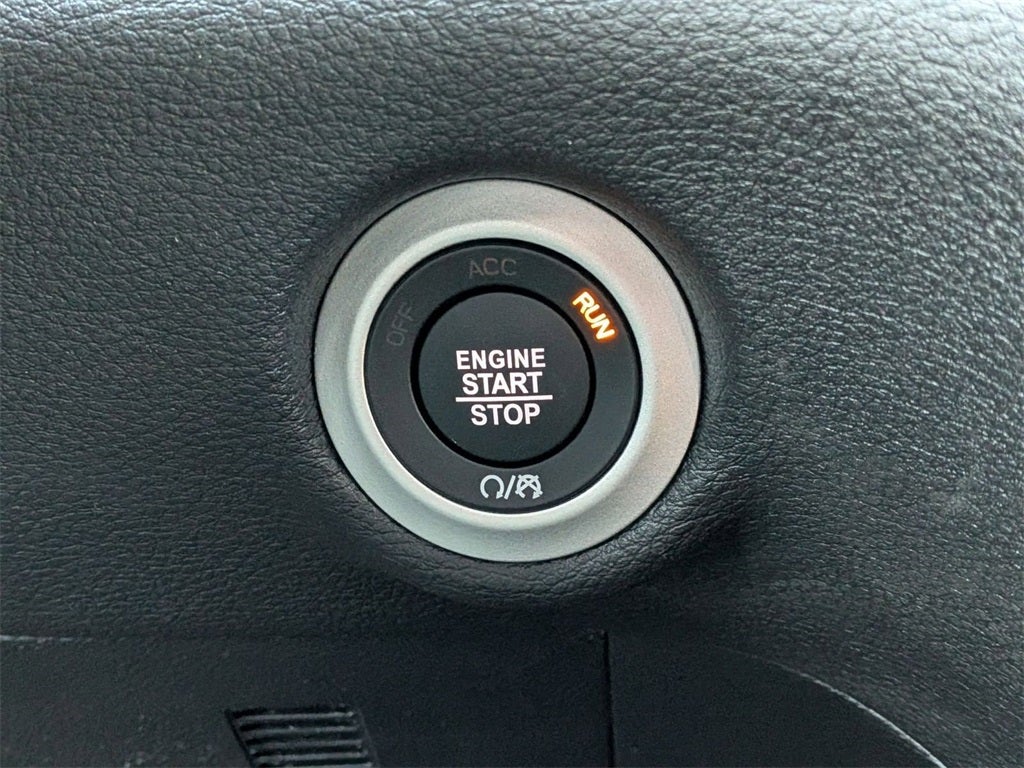 ACC
OFF
RUN
ENGINE
START
STOP